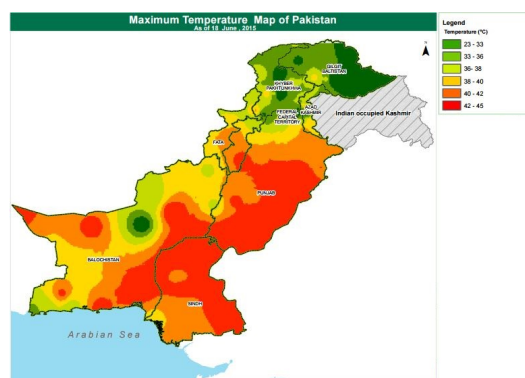 Maximum Temperature Map of Pakistan
As of 18 June , 2015
Legend
Temperature (°C)
23 - 33
33 - 36
36- 38
38 - 40
40 - 42
42 - 45
GILGIT
BALTISTAN
KHYBER
PAKHTUNKHWA
AZAD
KASHMIR
FEDERAL
CAPITAL
TERRITORY
Indian occupied Kashmir
FATA
PUNJAB
BALOCHISTAN
SINDH
Arabian Sea
N